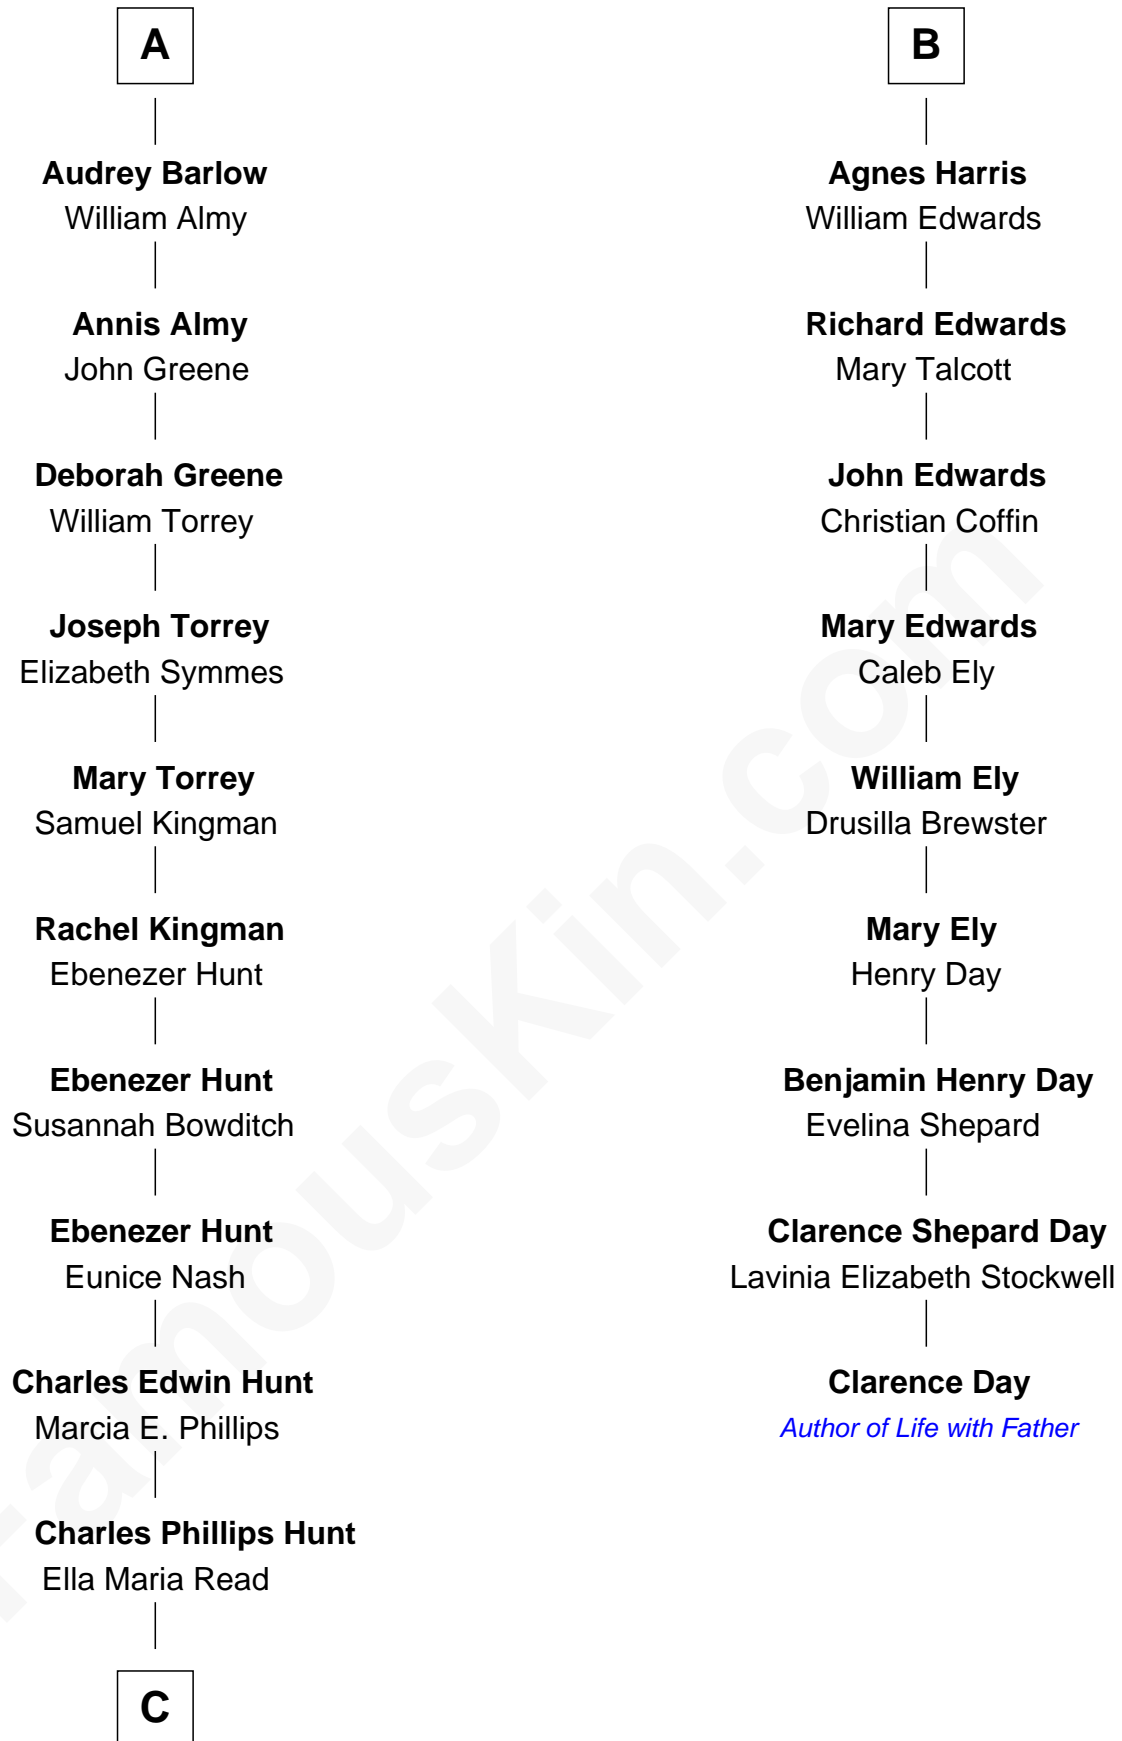 A
Audrey Barlow
William Almy
Annis Almy
John Greene
Deborah Greene
William Torrey
Joseph Torrey
Elizabeth Symmes
Mary Torrey
Samuel Kingman
Rachel Kingman
Ebenezer Hunt
Ebenezer Hunt
Susannah Bowditch
Ebenezer Hunt
Eunice Nash
Charles Edwin Hunt
Marcia E. Phillips
Charles Phillips Hunt
Ella Maria Read
C
B
Agnes Harris
William Edwards
Richard Edwards
Mary Talcott
John Edwards
Christian Coffin
Mary Edwards
Caleb Ely
William Ely
Drusilla Brewster
Mary Ely
Henry Day
Benjamin Henry Day
Evelina Shepard
Clarence Shepard Day
Lavinia Elizabeth Stockwell
Clarence Day
Author of Life with Father
FamousKin.com